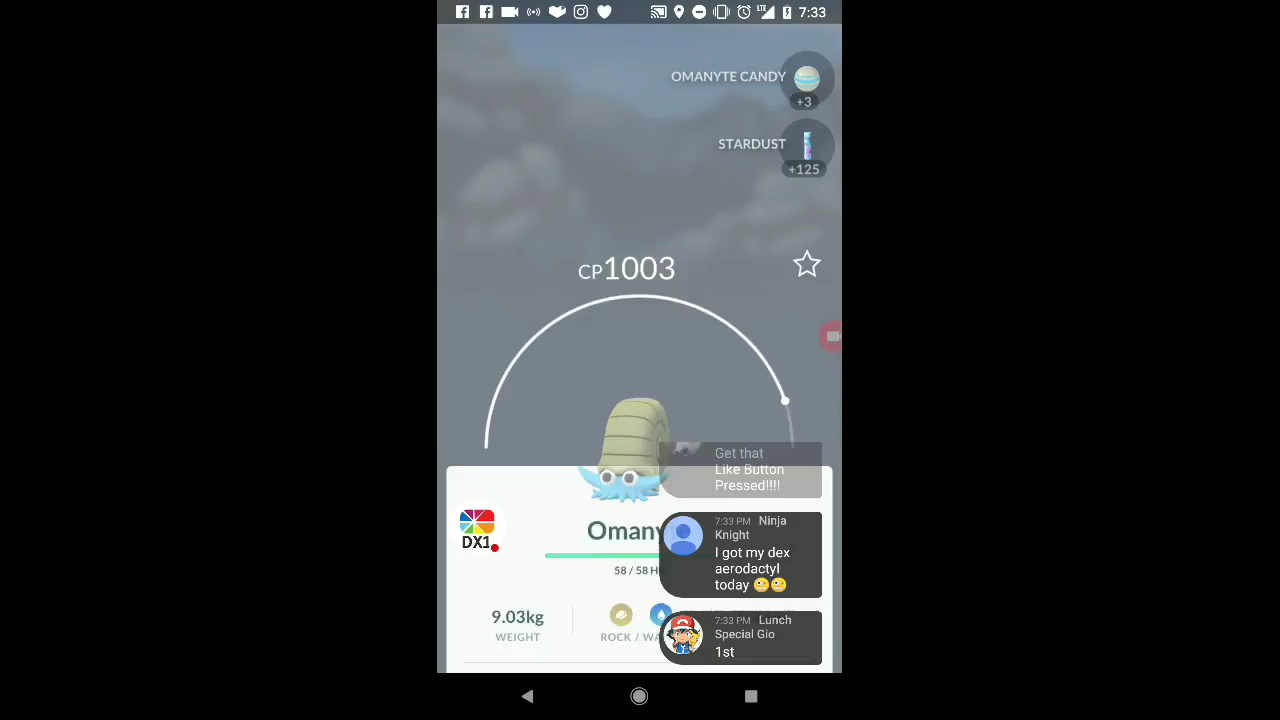 LTE 7:33
OMANYTE CANDY
+3
STARDUST
+125
CP1003
Get that
Like Button
Pressed!!!!
DX1
Omany
7:33 PM Ninja
Knight
I got my dex
aerodactyl
today 🤪🤪
58 / 58 H
9.03kg
WEIGHT
ROCK / WA
7:33 PM Lunch
Special Gio
1st